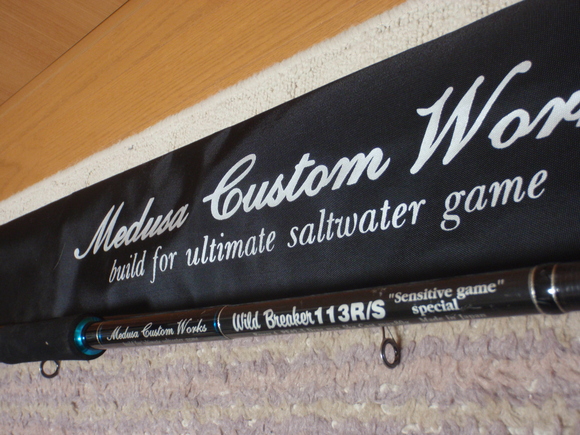 Medusa Custom Wor
build for ultimate saltwater game
Medusa Custom Works Wild Breaker 113R/S "Sensitive game"
special